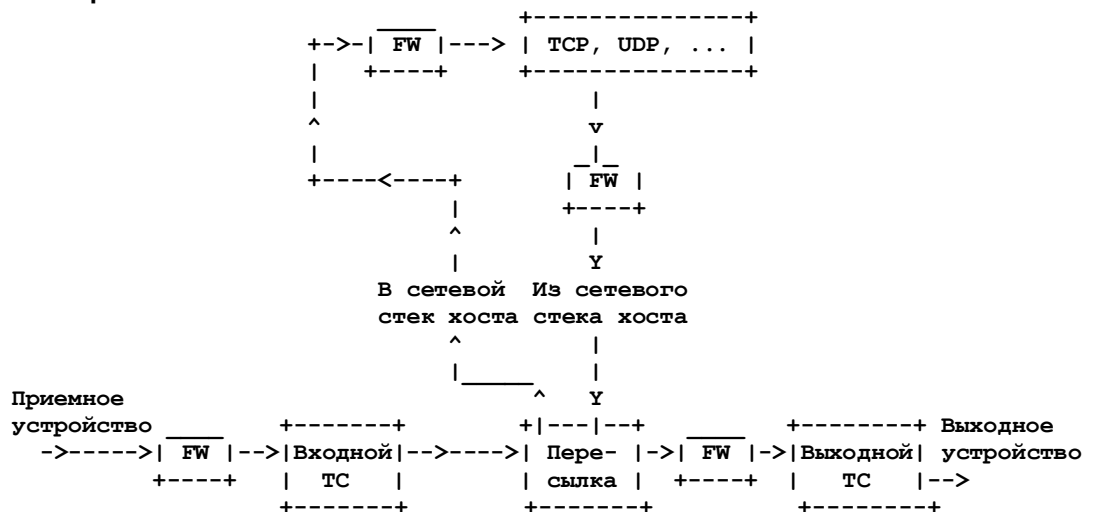 FW
TCP, UDP, ...
FW
В сетевой Из сетевого
стек хоста стека хоста
Приемное
устройство
Выходное
FW Входной Пере- FW Выходной устройство
TC сылка TC